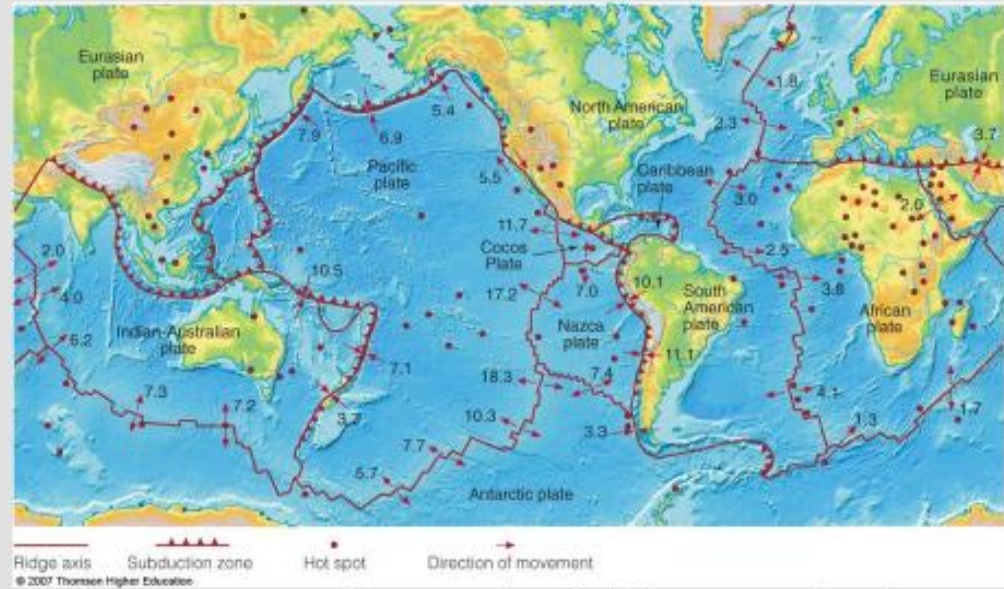 Eurasian
plate
Eurasian
plate
North American
plate
Pacific
plate
Caribbean
plate
Cocos
Plate
Nazca
plate
South
American
plate
African
plate
Indian-Australian
plate
Antarctic plate
7.9
6.9
5.4
5.5
11.7
10.5
17.2
7.0
10.1
11.1
7.4
18.3
10.3
7.7
5.7
3.3
7.1
3.7
7.2
7.3
6.2
4.0
2.0
1.8
2.3
3.0
2.5
4.1
1.3
1.7
2.0
3.7
Ridge axis
Subduction zone
Hot spot
Direction of movement
© 2007 Thomson Higher Education